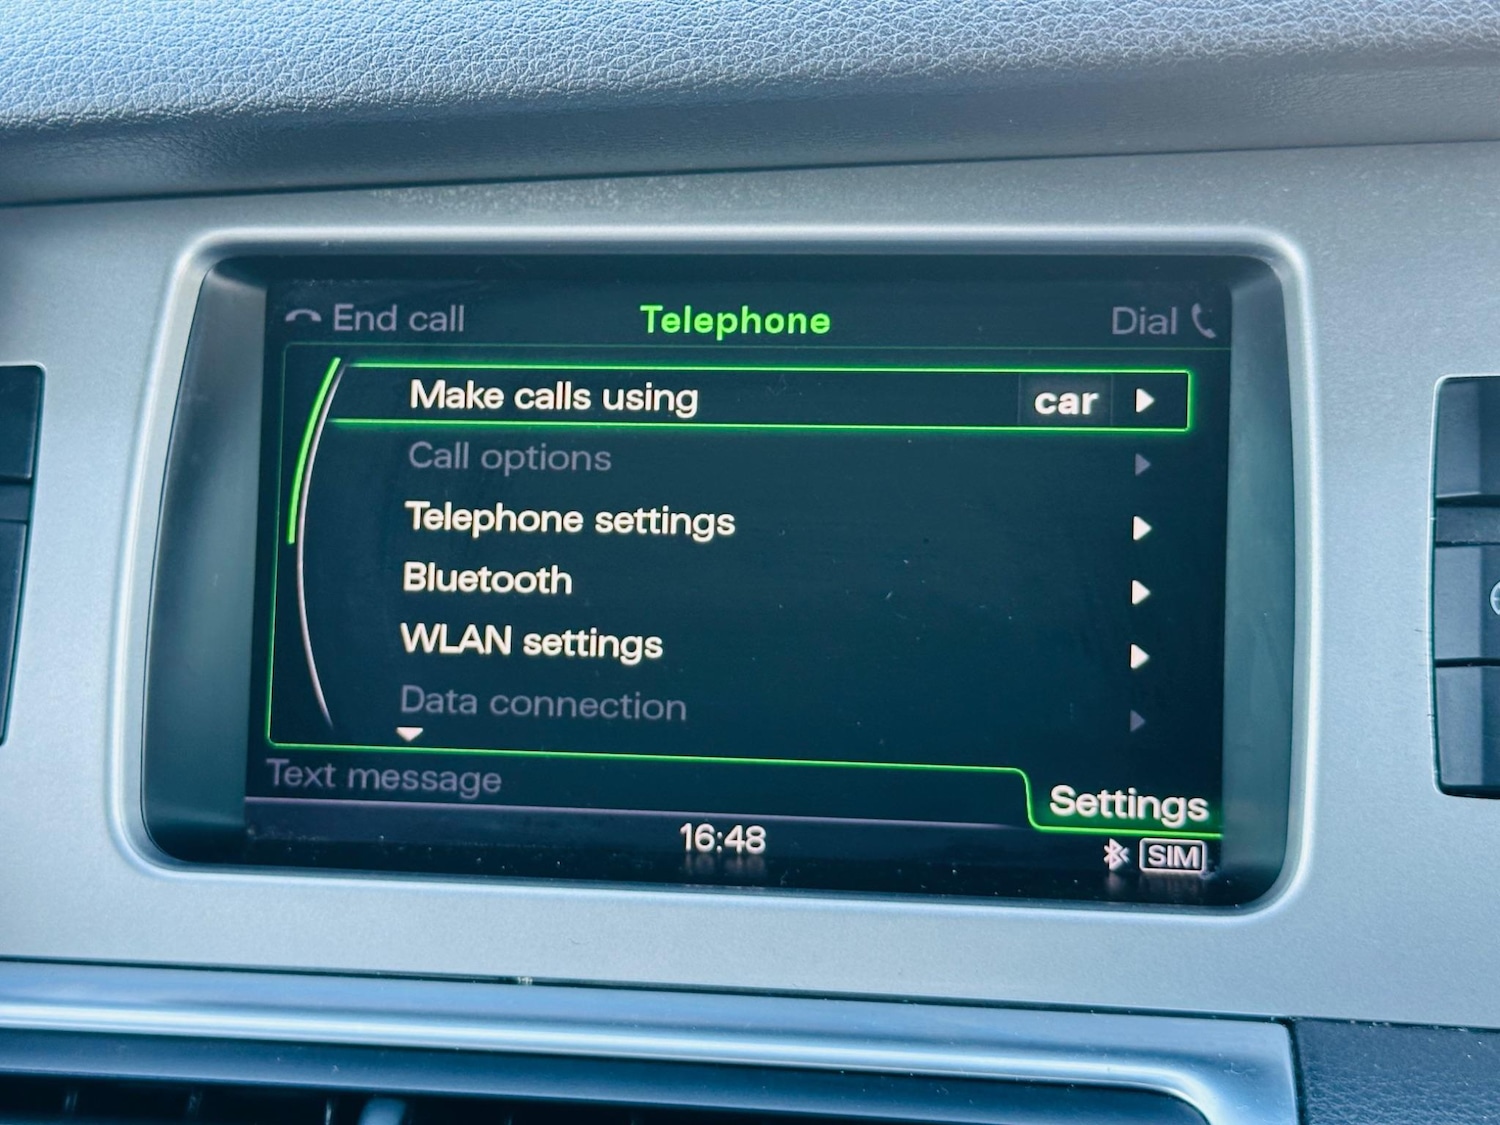 End call Telephone Dial
Make calls using car
Call options
Telephone settings
Bluetooth
WLAN settings
Data connection
Text message
Settings
16:48
SIM